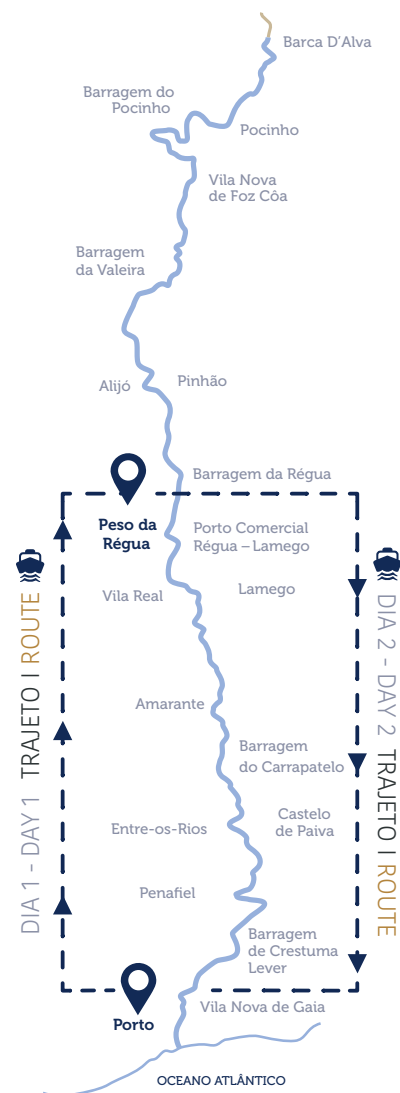 Barca D'Alva
Barragem do
Pocinho
Pocinho
Vila Nova
de Foz Côa
Barragem
da Valeira
Pinhão
Alijó
Barragem da Régua
Peso da
Régua
Porto Comercial
Régua – Lamego
Lamego
Vila Real
DIA 1 - DAY 1 TRAJETO I ROUTE
DIA 2 - DAY 2 TRAJETO I ROUTE
Amarante
Barragem
do Carrapatelo
Castelo
de Paiva
Entre-os-Rios
Penafiel
Barragem
de Crestuma
Lever
Vila Nova de Gaia
Porto
OCEANO ATLÂNTICO